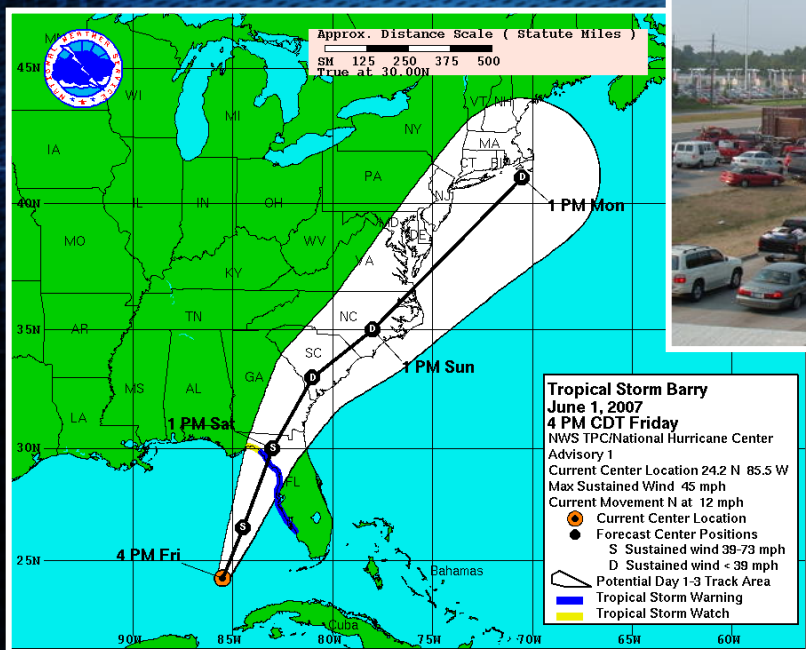 Approx. Distance Scale ( Statute Miles )
SM 125 250 375 500
True at 30.00N
NATIONAL WEATHER SERVICE
45N
40N
35N
30N
25N
90W 85W 80W 75W 70W 65W 60W
WI
MI
NY
VT
NH
MA
CT
RI
IA
IL
IN
OH
PA
NJ
MD
DE
MO
KY
WV
VA
AR
TN
NC
SC
LA
MS
AL
GA
FL
Bahamas
Cuba
D
1 PM Mon
D
1 PM Sun
D
S
1 PM Sat
S
4 PM Fri
Tropical Storm Barry
June 1, 2007
4 PM CDT Friday
NWS TPC/National Hurricane Center
Advisory 1
Current Center Location 24.2 N 85.5 W
Max Sustained Wind 45 mph
Current Movement N at 12 mph
Current Center Location
Forecast Center Positions
S Sustained wind 39-73 mph
D Sustained wind < 39 mph
Potential Day 1-3 Track Area
Tropical Storm Warning
Tropical Storm Watch